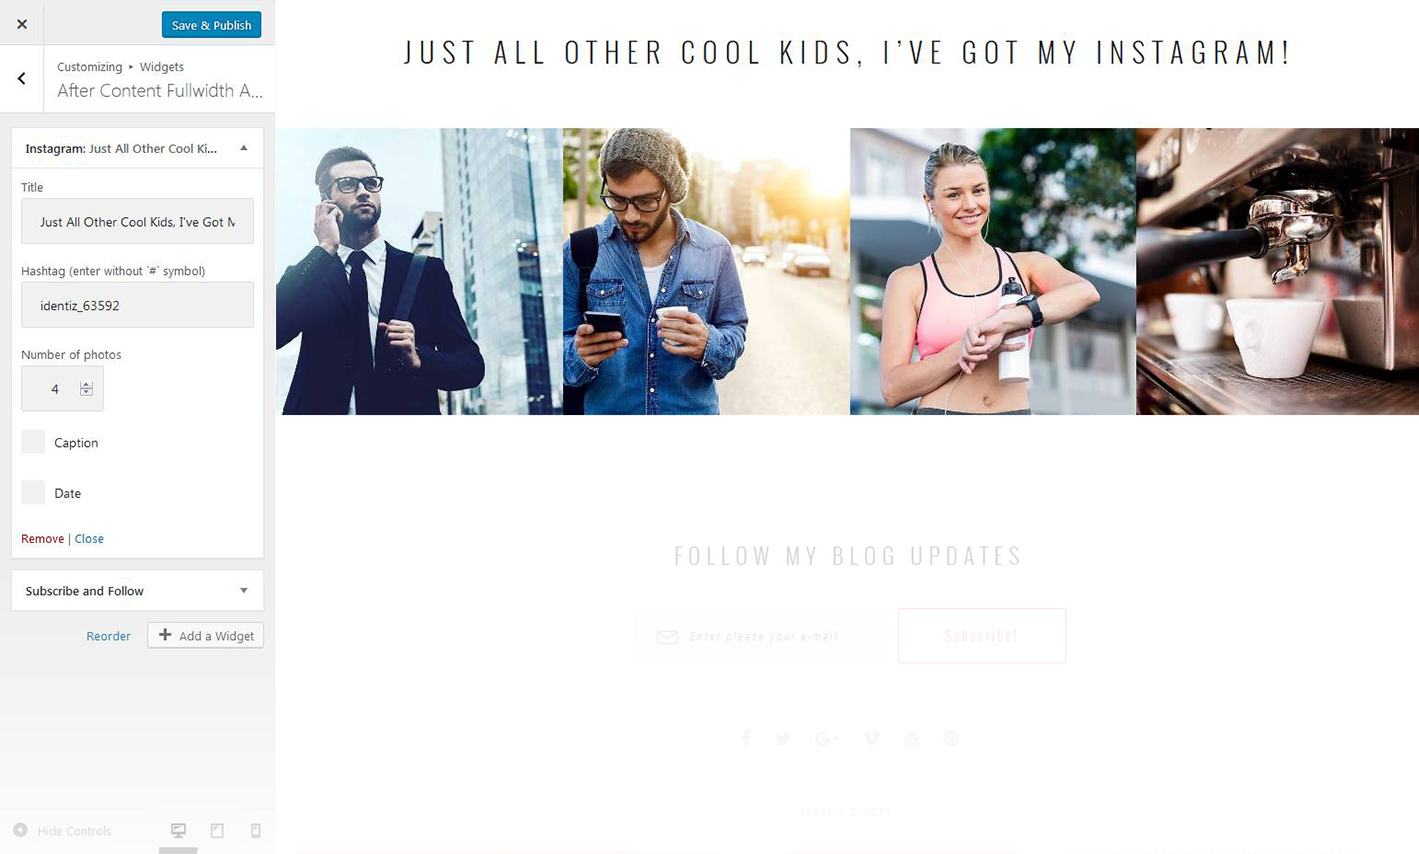 Save & Publish
Customizing ▸ Widgets
After Content Fullwidth A...
Instagram: Just All Other Cool Ki...
Title
Just All Other Cool Kids, I've Got M
Hashtag (enter without `#` symbol)
identiz_63592
Number of photos
4
Caption
Date
Remove | Close
Subscribe and Follow
Reorder
Add a Widget
Hide Controls
JUST ALL OTHER COOL KIDS, I’VE GOT MY INSTAGRAM!
FOLLOW MY BLOG UPDATES
Enter please your e-mail
Subscribe!